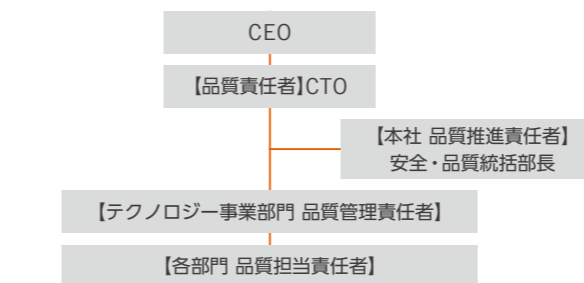 CEO
【品質責任者】CTO
【本社 品質推進責任者】
安全・品質統括部長
【テクノロジー事業部門 品質管理責任者】
【各部門 品質担当責任者】